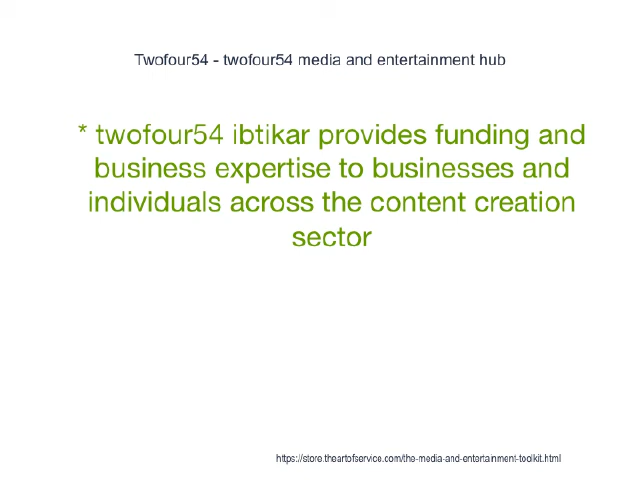 Twofour54 - twofour54 media and entertainment hub
* twofour54 ibtikar provides funding and
business expertise to businesses and
individuals across the content creation
sector
https://store.theartofservice.com/the-media-and-entertainment-toolkit.html